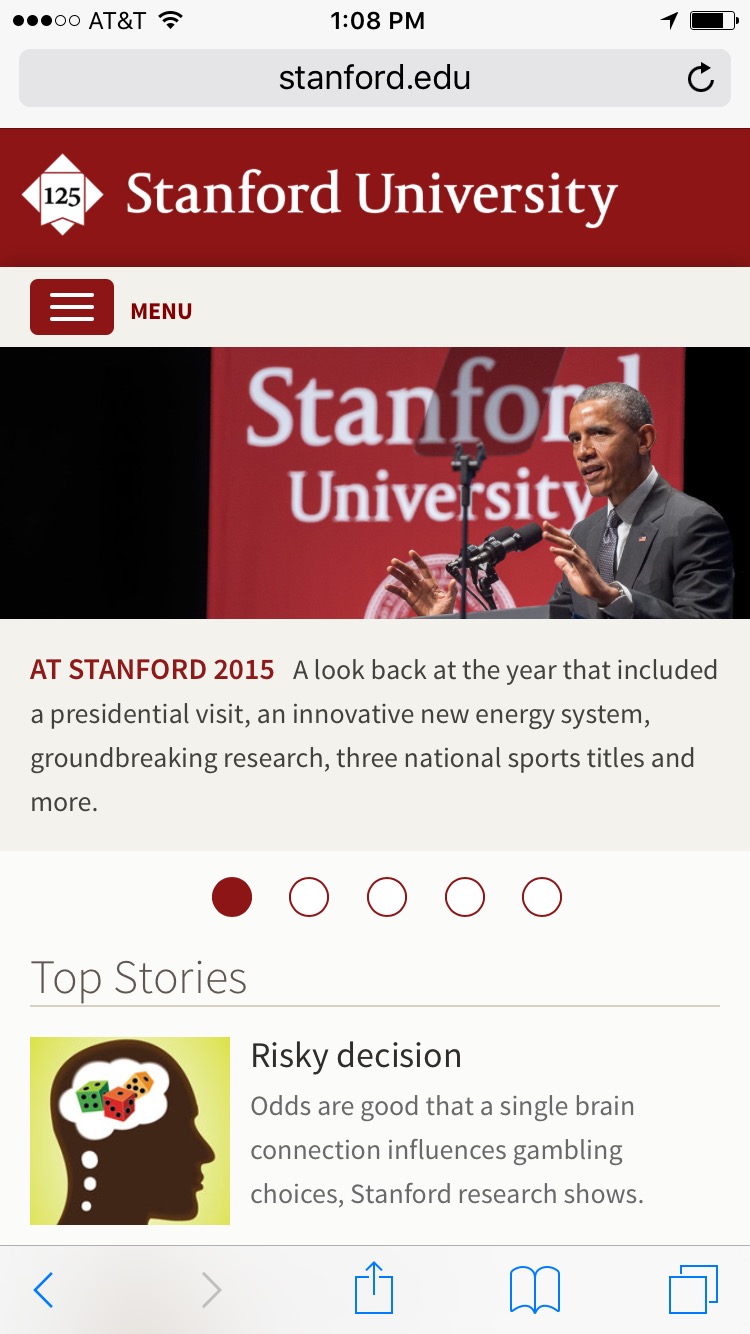 AT&T 1:08 PM
stanford.edu
125 Stanford University
MENU
Stanford
University
AT STANFORD 2015 A look back at the year that included
a presidential visit, an innovative new energy system,
groundbreaking research, three national sports titles and
more.
Top Stories
Risky decision
Odds are good that a single brain
connection influences gambling
choices, Stanford research shows.